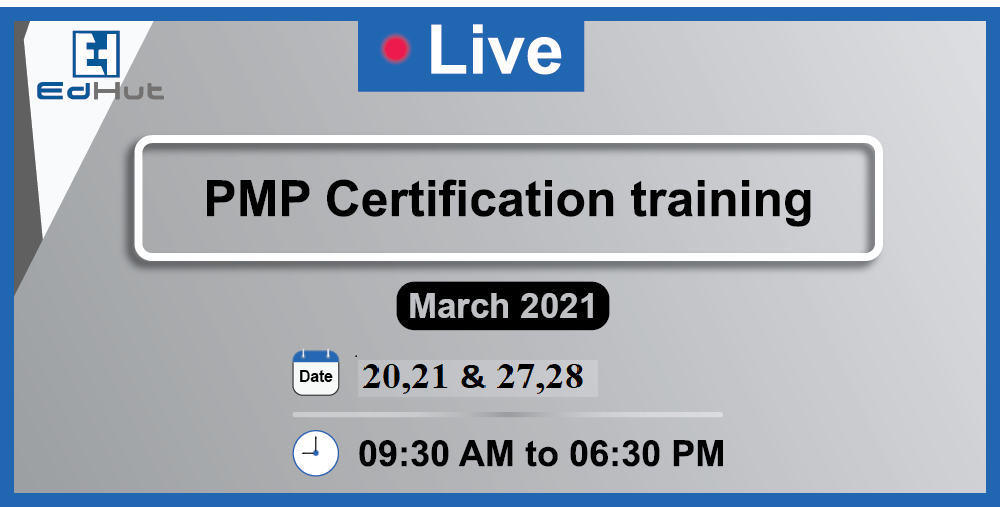 Live
EdHut
PMP Certification training
March 2021
Date
20,21 & 27,28
09:30 AM to 06:30 PM